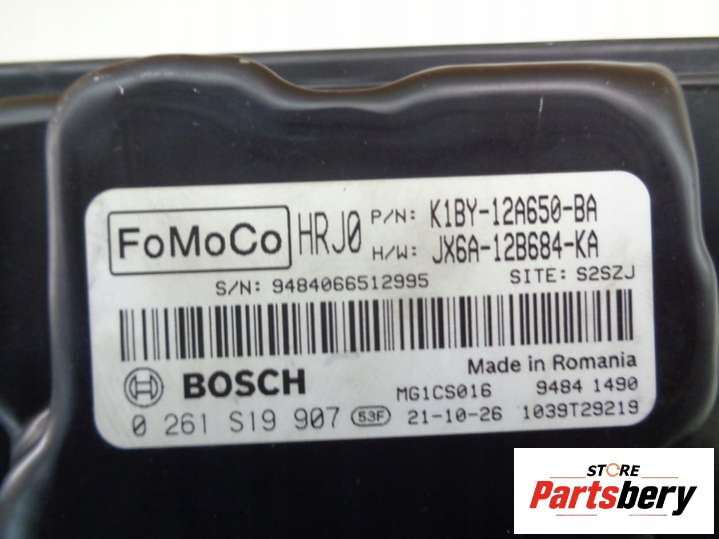 FoMoCo HRJ0 P/N: K1BY-12A650-BA
H/W: JX6A-12B684-KA
S/N: 9484066512995 SITE: S2SZJ
Made in Romania
BOSCH MG1CS016 9484 1490
0 261 S19 907 53F 21-10-26 1039T29219
STORE
Partsbery